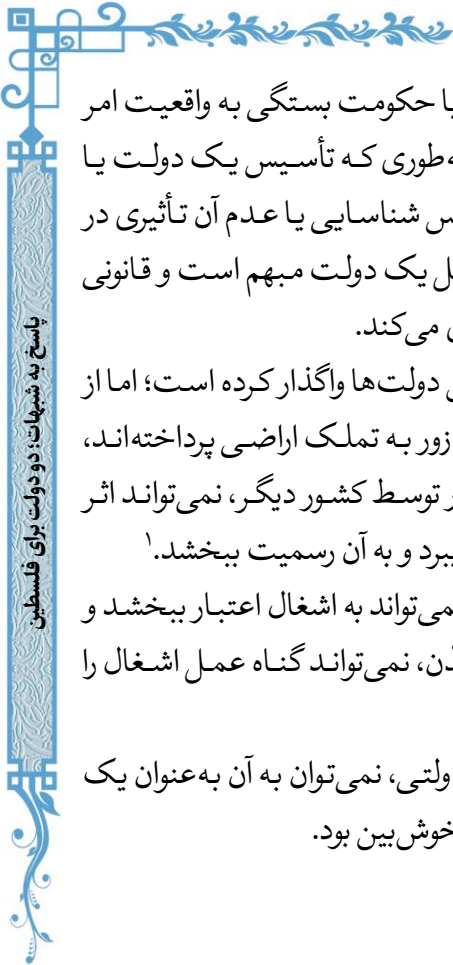 یا حکومت بستگی به واقعیت امر
طوری که تأسیس یک دولت یا
شناسایی یا عدم آن تأثیری در
یک دولت مبهم است و قانونی
می‌کند.
دولت‌ها واگذار کرده است؛ اما از
زور به تملک اراضی پرداخته‌اند،
توسط کشور دیگر، نمی‌تواند اثر
ببرد و به آن رسمیت ببخشد.۱
نمی‌تواند به اشغال اعتبار ببخشد و
نمی‌تواند گناه عمل اشغال را
نمی‌توان به آن به‌عنوان یک
خوش‌بین بود.
پاسخ به شبهات: دو دولت برای فلسطین